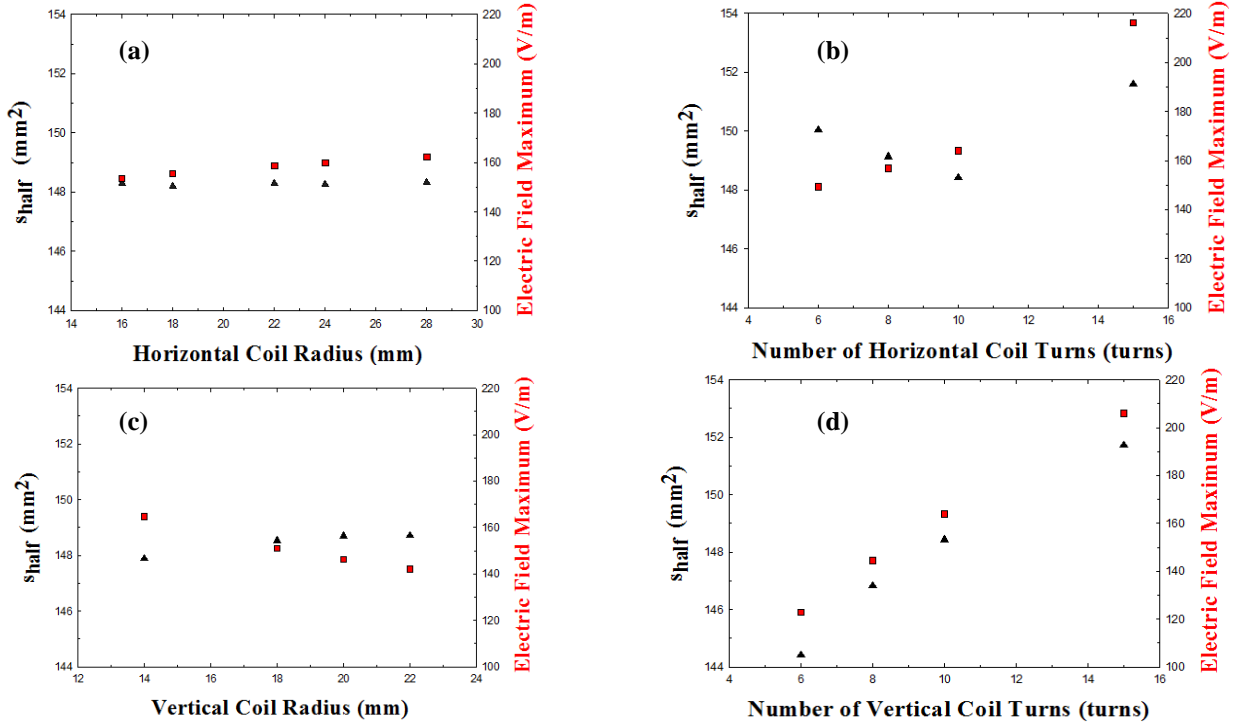 (a)
154
152
150
148
146
144
s_half (mm²)
220
200
180
160
140
120
100
Electric Field Maximum (V/m)
14 16 18 20 22 24 26 28 30
Horizontal Coil Radius (mm)
(b)
154
152
150
148
146
144
s_half (mm²)
220
200
180
160
140
120
100
Electric Field Maximum (V/m)
4 6 8 10 12 14 16
Number of Horizontal Coil Turns (turns)
(c)
154
152
150
148
146
144
s_half (mm²)
220
200
180
160
140
120
100
Electric Field Maximum (V/m)
12 14 16 18 20 22 24
Vertical Coil Radius (mm)
(d)
154
152
150
148
146
144
s_half (mm²)
220
200
180
160
140
120
100
Electric Field Maximum (V/m)
4 6 8 10 12 14 16
Number of Vertical Coil Turns (turns)